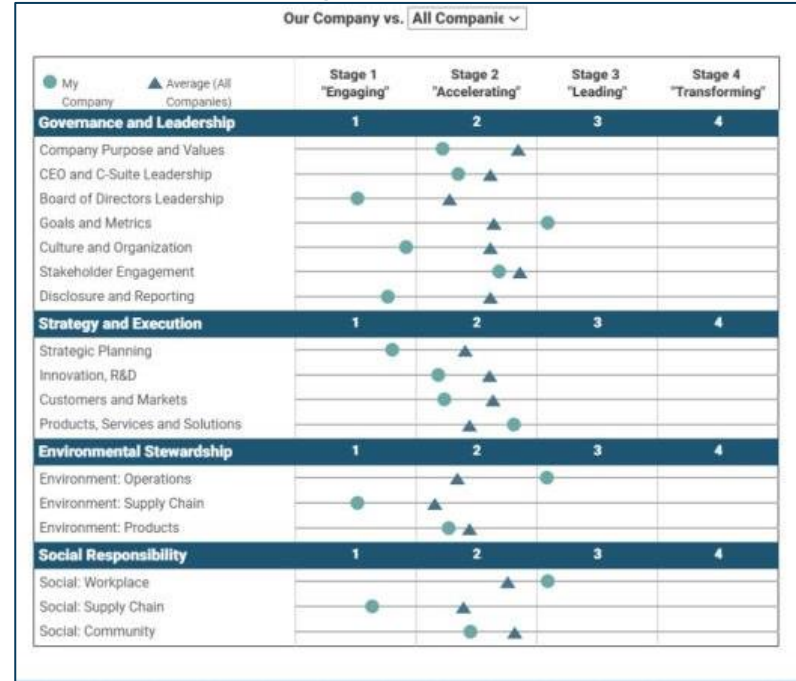 Our Company vs. All Companie
My Company
Average (All Companies)
Stage 1 "Engaging"
Stage 2 "Accelerating"
Stage 3 "Leading"
Stage 4 "Transforming"
Governance and Leadership 1 2 3 4
Company Purpose and Values
CEO and C-Suite Leadership
Board of Directors Leadership
Goals and Metrics
Culture and Organization
Stakeholder Engagement
Disclosure and Reporting
Strategy and Execution 1 2 3 4
Strategic Planning
Innovation, R&D
Customers and Markets
Products, Services and Solutions
Environmental Stewardship 1 2 3 4
Environment: Operations
Environment: Supply Chain
Environment: Products
Social Responsibility 1 2 3 4
Social: Workplace
Social: Supply Chain
Social: Community